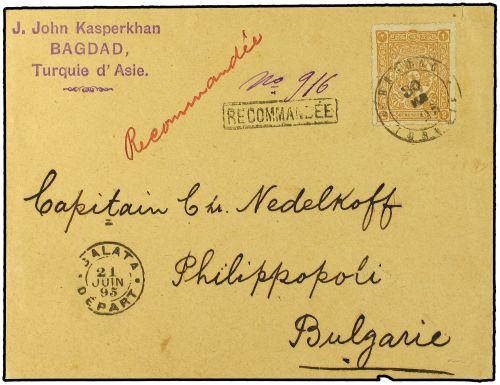 J. John Kasperkhan
BAGDAD,
Turquie d'Asie.
Recommandée
No 916
RECOMMANDÉE
Capitain Ch. Nedelkoff
Philippopoli
Bulgarie
GALATA
21
JUIN
95
DÉPART